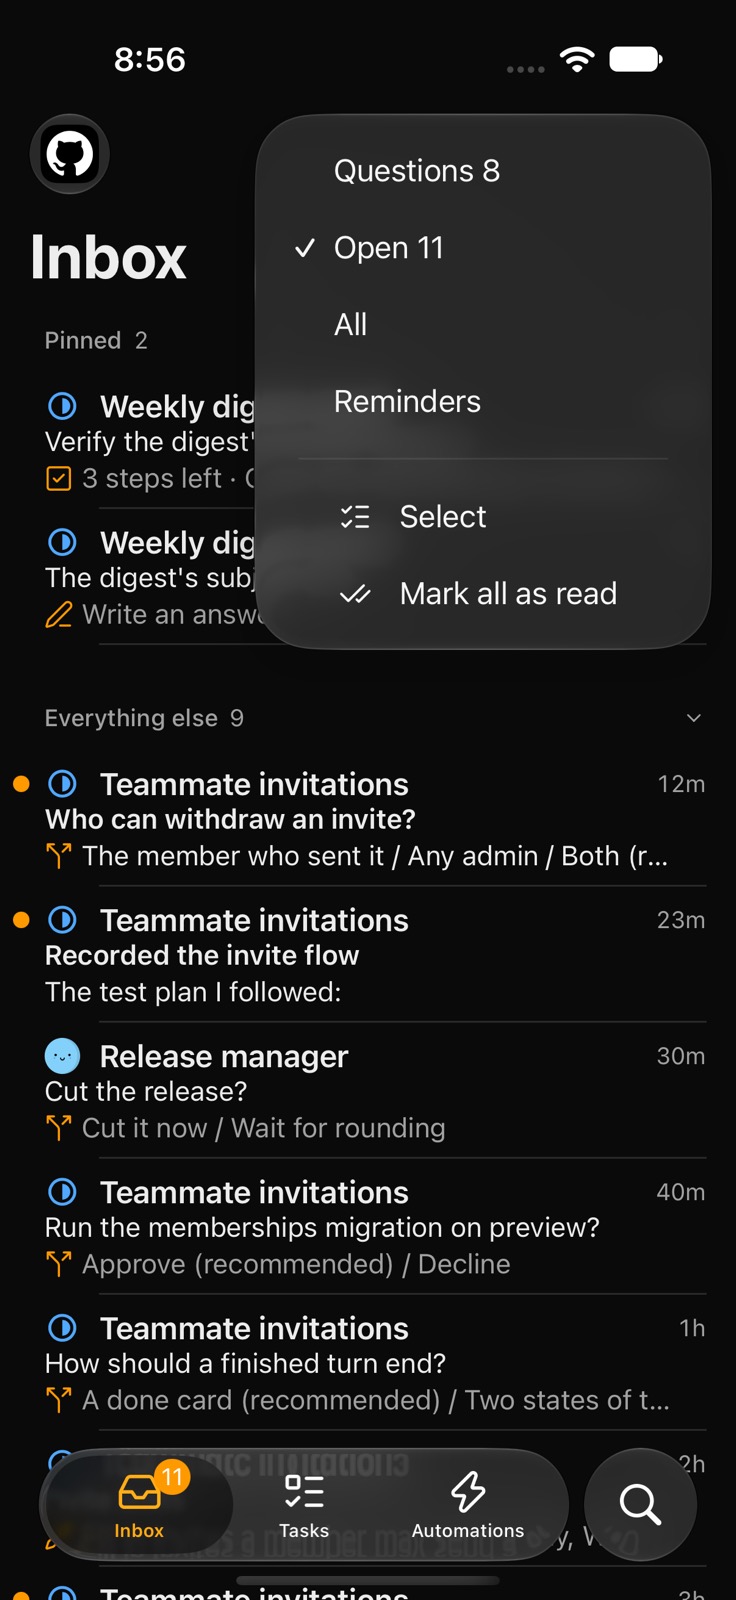 8:56
Questions 8
Open 11
All
Reminders
Select
Mark all as read
Inbox
Pinned 2
Weekly dig
Verify the digest'
3 steps left ·
Weekly dig
The digest's subj
Write an answ
Everything else 9
Teammate invitations 12m
Who can withdraw an invite?
The member who sent it / Any admin / Both (r...
Teammate invitations 23m
Recorded the invite flow
The test plan I followed:
Release manager 30m
Cut the release?
Cut it now / Wait for rounding
Teammate invitations 40m
Run the memberships migration on preview?
Approve (recommended) / Decline
Teammate invitations 1h
How should a finished turn end?
A done card (recommended) / Two states of t...
2h
11
Inbox
Tasks
Automations
Teammate invitations 3h